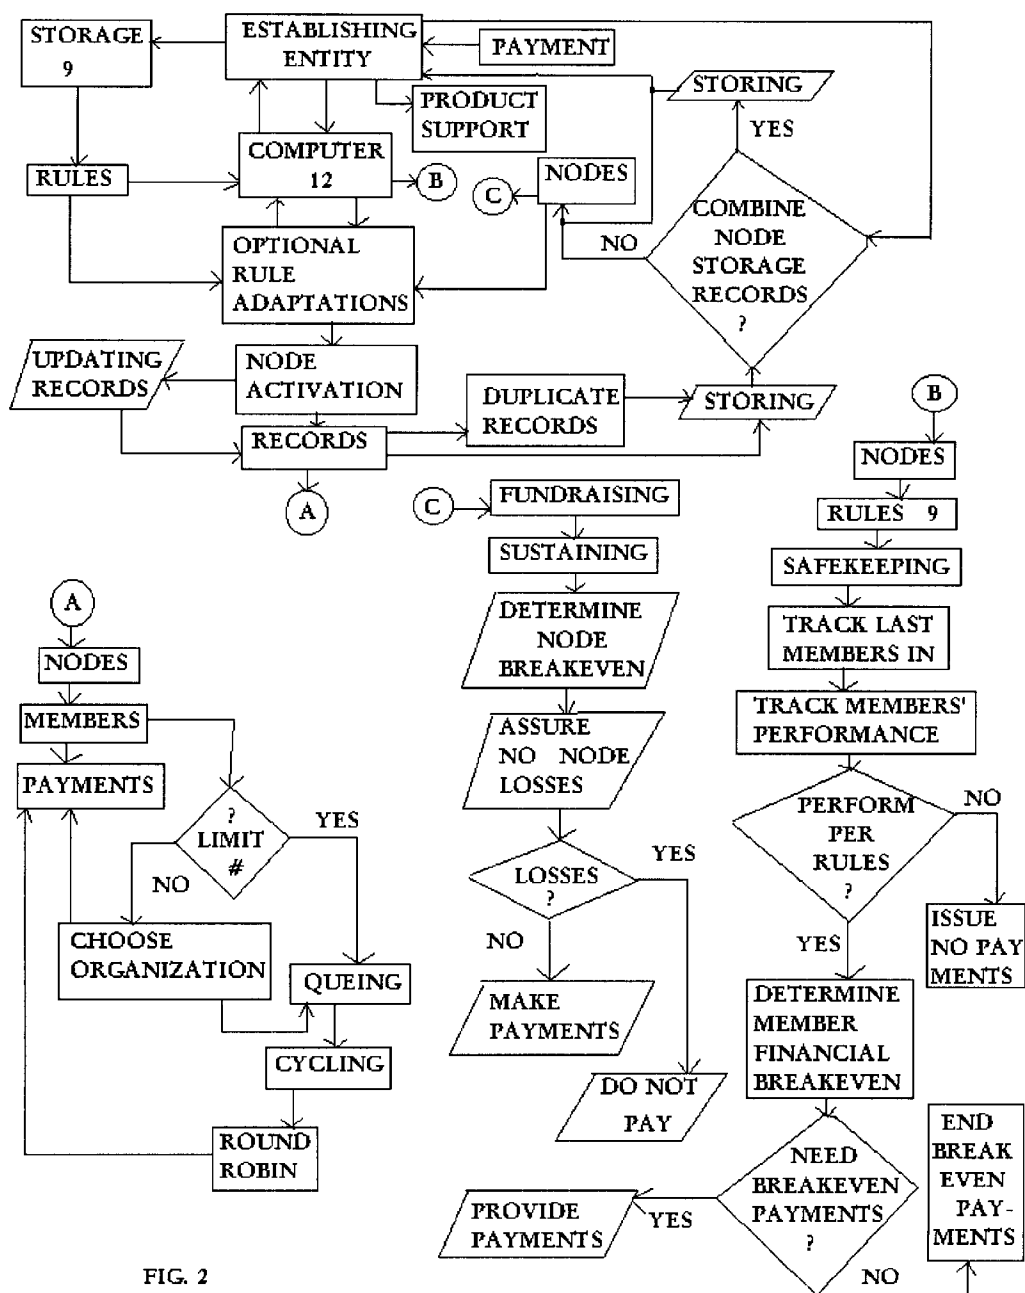 STORAGE
9
ESTABLISHING
ENTITY
PAYMENT
PRODUCT
SUPPORT
STORING
YES
RULES
COMPUTER
12
B
C
NODES
COMBINE
NODE
STORAGE
RECORDS
?
NO
OPTIONAL
RULE
ADAPTATIONS
UPDATING
RECORDS
NODE
ACTIVATION
DUPLICATE
RECORDS
STORING
RECORDS
A
B
NODES
RULES 9
SAFEKEEPING
TRACK LAST
MEMBERS IN
TRACK MEMBERS'
PERFORMANCE
PERFORM
PER
RULES
?
NO
ISSUE
NO PAY
MENTS
YES
DETERMINE
MEMBER
FINANCIAL
BREAKEVEN
NEED
BREAKEVEN
PAYMENTS
?
YES
PROVIDE
PAYMENTS
NO
END
BREAK
EVEN
PAY-
MENTS
C
FUNDRAISING
SUSTAINING
DETERMINE
NODE
BREAKEVEN
ASSURE
NO NODE
LOSSES
LOSSES
?
YES
NO
MAKE
PAYMENTS
DO NOT
PAY
A
NODES
MEMBERS
PAYMENTS
?
LIMIT
#
YES
NO
CHOOSE
ORGANIZATION
QUEING
CYCLING
ROUND
ROBIN
FIG. 2